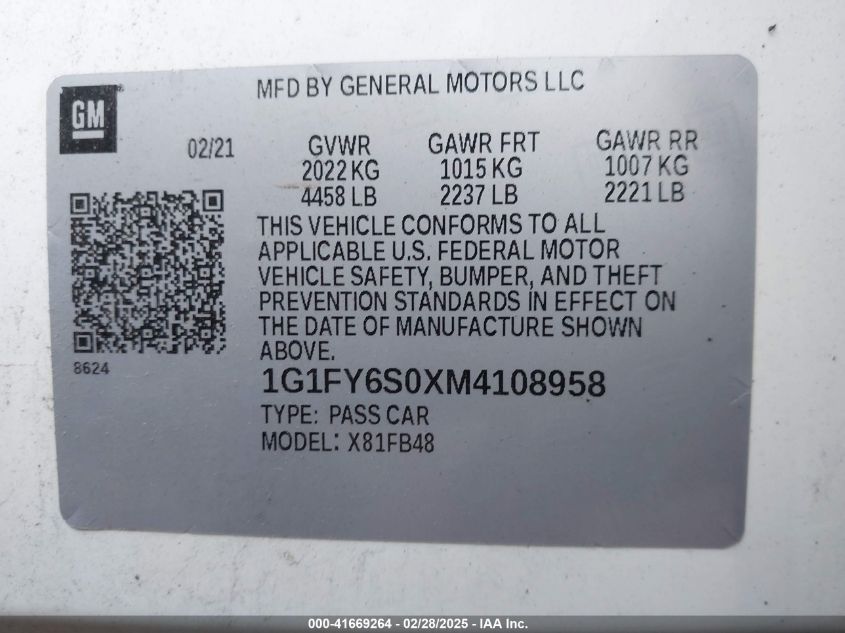 MFD BY GENERAL MOTORS LLC
GM
02/21
GVWR GAWR FRT GAWR RR
2022 KG 1015 KG 1007 KG
4458 LB 2237 LB 2221 LB
THIS VEHICLE CONFORMS TO ALL
APPLICABLE U.S. FEDERAL MOTOR
VEHICLE SAFETY, BUMPER, AND THEFT
PREVENTION STANDARDS IN EFFECT ON
THE DATE OF MANUFACTURE SHOWN
ABOVE.
8624
1G1FY6S0XM4108958
TYPE: PASS CAR
MODEL: X81FB48
000-41669264 - 02/28/2025 - IAA Inc.